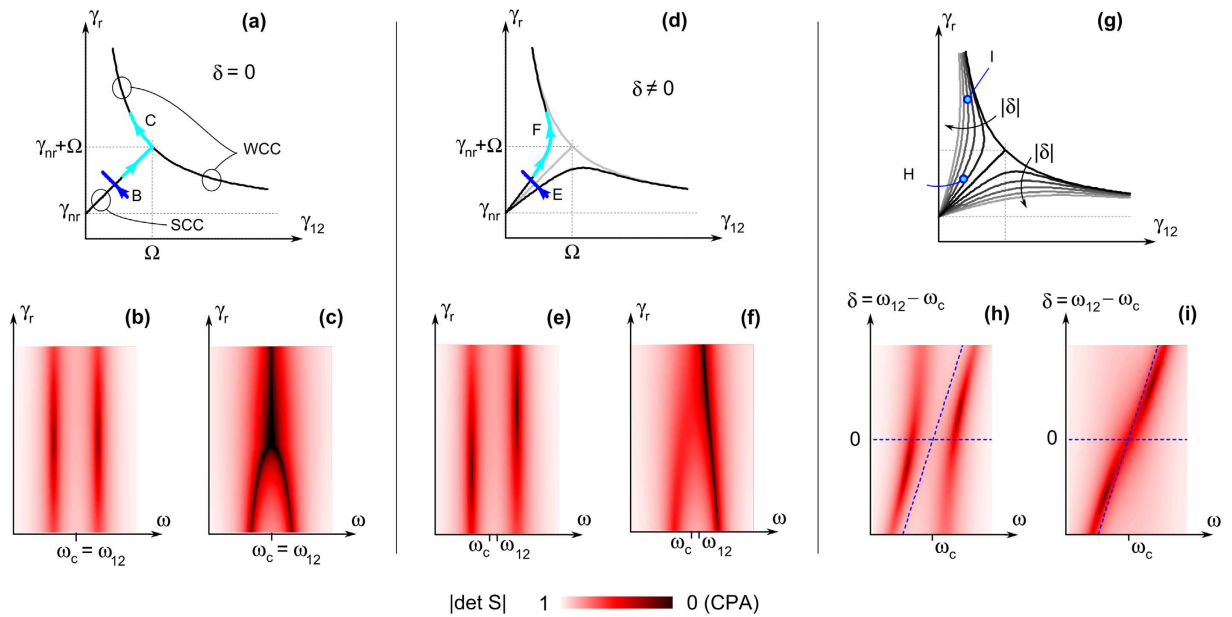 γr
(a)
δ = 0
C
γnr+Ω
WCC
B
γnr
SCC
γ12
Ω
γr
(d)
δ ≠ 0
F
γnr+Ω
E
γnr
γ12
Ω
γr
(g)
I
|δ|
|δ|
H
γ12
γr
(b)
ω
ωc = ω12
γr
(c)
ω
ωc = ω12
γr
(e)
ω
ωc ω12
γr
(f)
ω
ωc ω12
δ = ω12 − ωc
(h)
0
ω
ωc
δ = ω12 − ωc
(i)
0
ω
ωc
|det S| 1 0 (CPA)